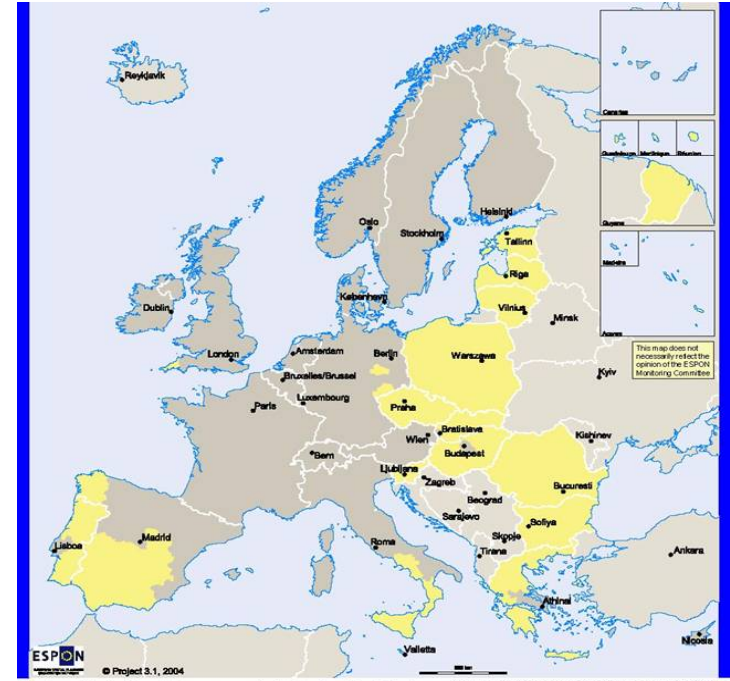 Reykjavik
Canarias
Guadeloupe
Martinique
Réunion
Guyane
Madeira
Azores
This map does not
necessarily reflect the
opinion of the ESPON
Monitoring Committee
Helsinki
Oslo
Stockholm
Tallinn
Riga
København
Vilnius
Minsk
Dublin
London
Amsterdam
Berlin
Warszawa
Kyiv
Bruxelles/Brussel
Luxembourg
Praha
Paris
Wien
Bratislava
Budapest
Kishinev
Bern
Ljubljana
Zagreb
Beograd
Bucuresti
Sarajevo
Sofiya
Skopje
Madrid
Lisboa
Roma
Tirana
Ankara
Athinai
Nicosia
Valletta
ESPON
© Project 3.1, 2004